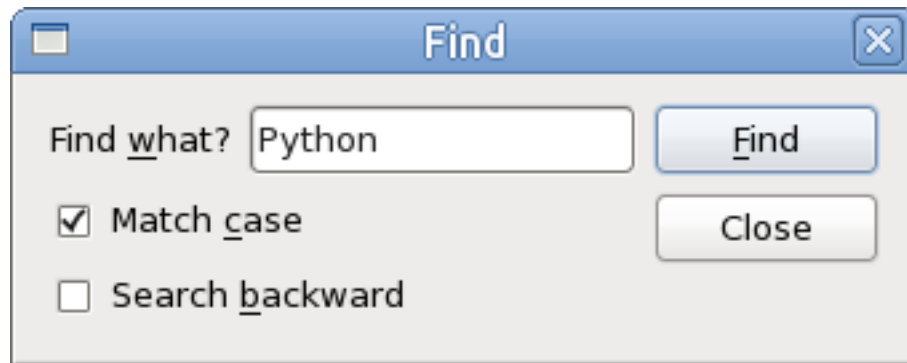 Find
Find what? Python Find
Match case
Close
Search backward